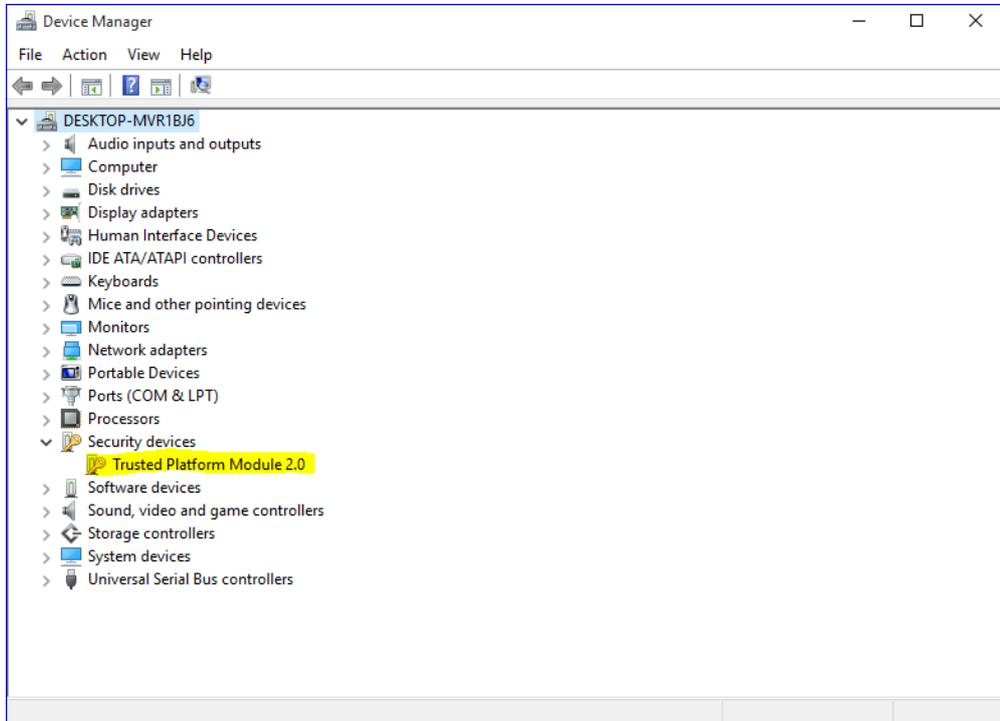 Device Manager
File Action View Help
DESKTOP-MVR1BJ6
Audio inputs and outputs
Computer
Disk drives
Display adapters
Human Interface Devices
IDE ATA/ATAPI controllers
Keyboards
Mice and other pointing devices
Monitors
Network adapters
Portable Devices
Ports (COM & LPT)
Processors
Security devices
Trusted Platform Module 2.0
Software devices
Sound, video and game controllers
Storage controllers
System devices
Universal Serial Bus controllers